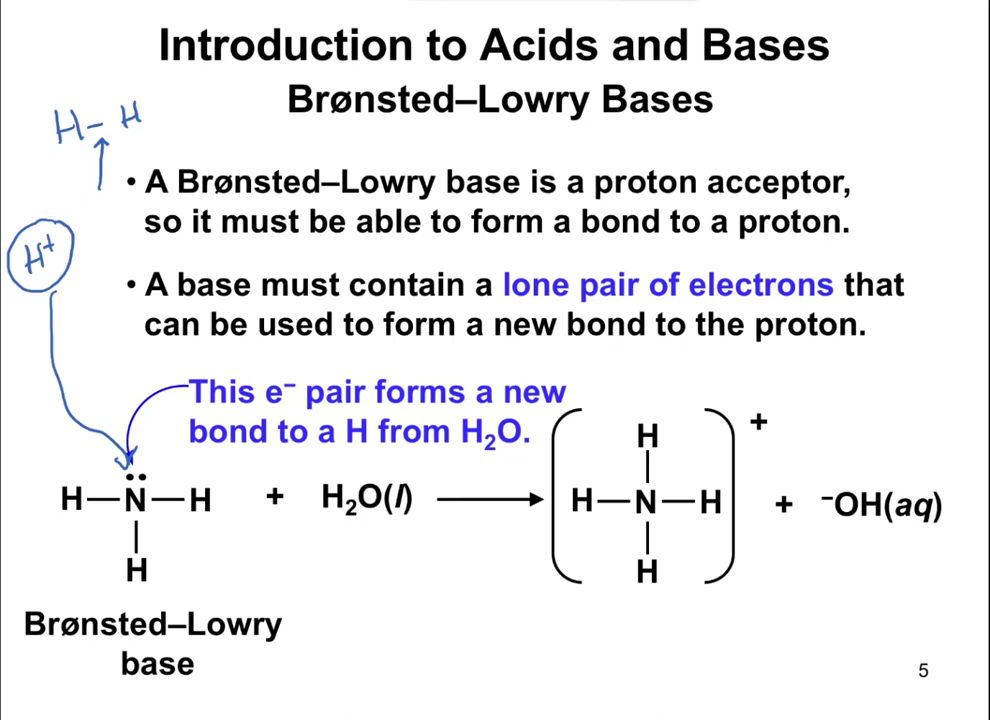 Introduction to Acids and Bases
Brønsted–Lowry Bases
H– H
• A Brønsted–Lowry base is a proton acceptor,
so it must be able to form a bond to a proton.
H+
• A base must contain a lone pair of electrons that
can be used to form a new bond to the proton.
This e⁻ pair forms a new
bond to a H from H₂O.
+
H
H—N—H + H₂O(l) H—N—H + ⁻OH(aq)
H H
Brønsted–Lowry
base
5